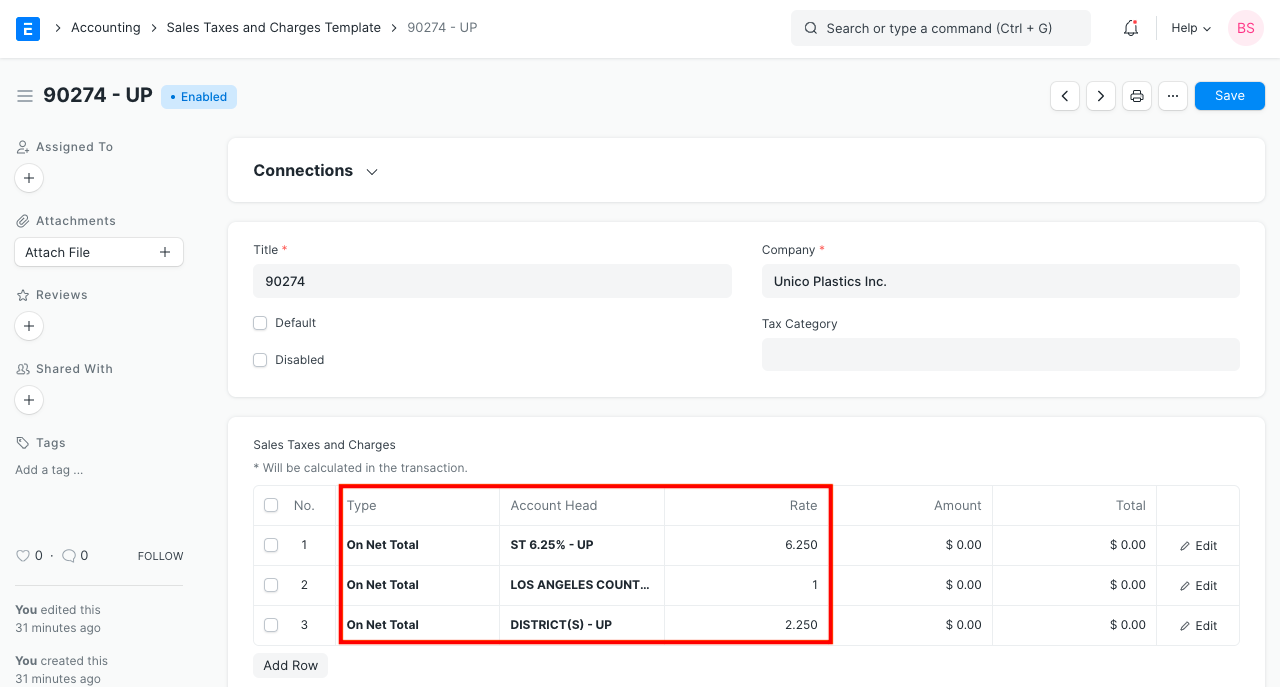 E > Accounting > Sales Taxes and Charges Template > 90274 - UP
Search or type a command (Ctrl + G)
Help
BS
90274 - UP
• Enabled
...
Save
Assigned To
+
Attachments
Attach File +
Reviews
+
Shared With
+
Tags
Add a tag ...
0 · 0 FOLLOW
You edited this
31 minutes ago
You created this
31 minutes ago
Connections
Title *
90274
Default
Disabled
Company *
Unico Plastics Inc.
Tax Category
Sales Taxes and Charges
* Will be calculated in the transaction.
No. Type Account Head Rate Amount Total
1 On Net Total ST 6.25% - UP 6.250 $ 0.00 $ 0.00 Edit
2 On Net Total LOS ANGELES COUNT... 1 $ 0.00 $ 0.00 Edit
3 On Net Total DISTRICT(S) - UP 2.250 $ 0.00 $ 0.00 Edit
Add Row